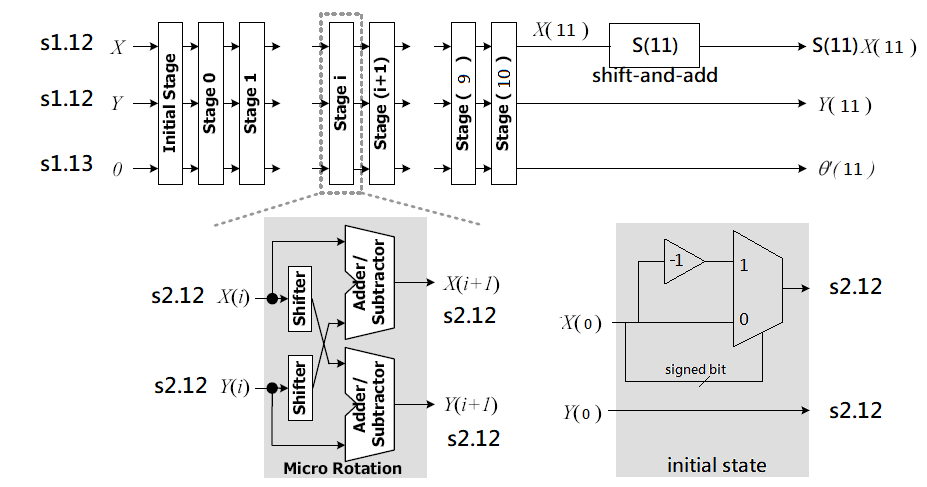 s1.12 X Initial Stage Stage 0 Stage 1 Stage i Stage (i+1) Stage( 9 ) Stage( 10 ) X(11) S(11) S(11)X(11)
shift-and-add
s1.12 Y Y(11)
s1.13 0 θ'(11)
s2.12 X(i) Shifter Adder/ Subtractor X(i+1)
s2.12
s2.12 Y(i) Shifter Adder/ Subtractor Y(i+1)
s2.12
Micro Rotation
-1 1 s2.12
X(0) 0
signed bit
Y(0) s2.12
initial state